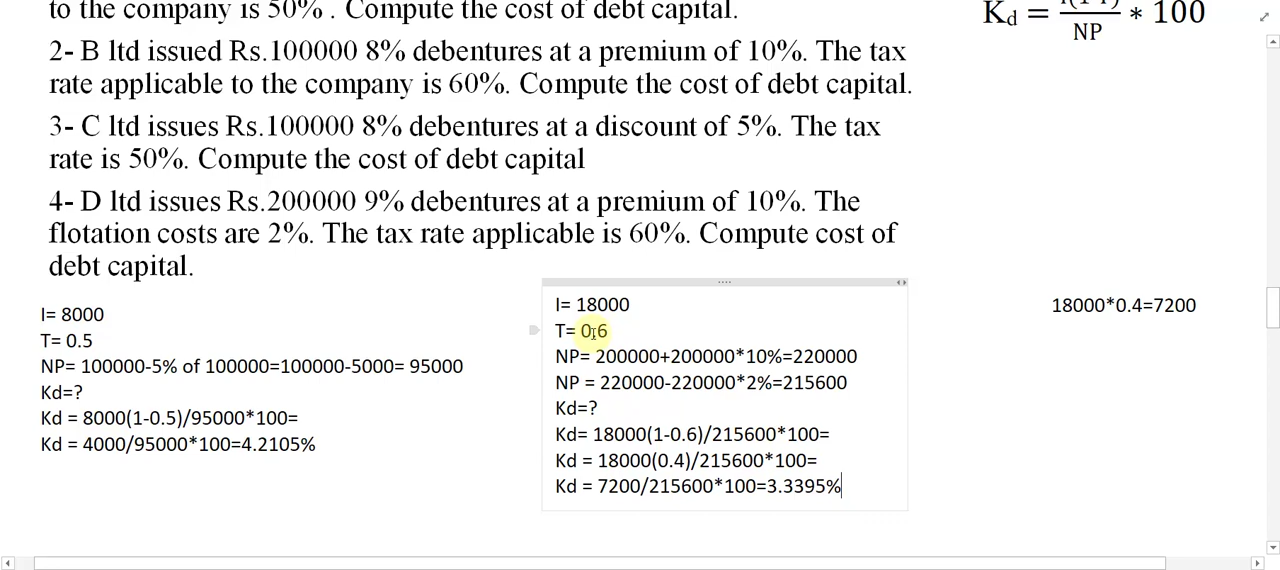 to the company is 50% . Compute the cost of debt capital.
2- B ltd issued Rs.100000 8% debentures at a premium of 10%. The tax
rate applicable to the company is 60%. Compute the cost of debt capital.
3- C ltd issues Rs.100000 8% debentures at a discount of 5%. The tax
rate is 50%. Compute the cost of debt capital
4- D ltd issues Rs.200000 9% debentures at a premium of 10%. The
flotation costs are 2%. The tax rate applicable is 60%. Compute cost of
debt capital.
Kd = / NP * 100
I= 8000
T= 0.5
NP= 100000-5% of 100000=100000-5000= 95000
Kd=?
Kd = 8000(1-0.5)/95000*100=
Kd = 4000/95000*100=4.2105%
I= 18000
T= 0.6
NP= 200000+200000*10%=220000
NP = 220000-220000*2%=215600
Kd=?
Kd= 18000(1-0.6)/215600*100=
Kd = 18000(0.4)/215600*100=
Kd = 7200/215600*100=3.3395%
18000*0.4=7200